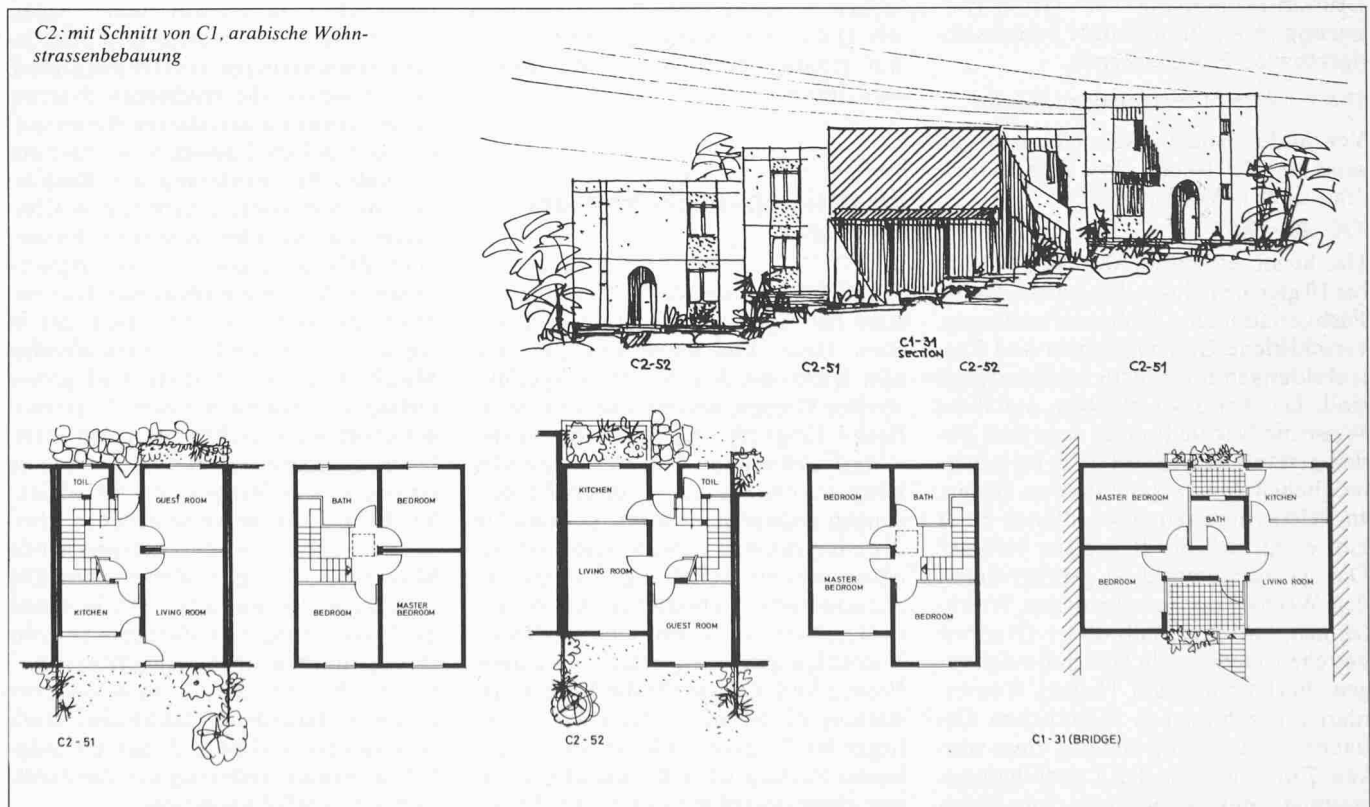 C2: mit Schnitt von C1, arabische Wohn-
strassenbebauung
C2-52
C2-51
C1-31
SECTION
C2-52
C2-51
TOIL.
GUEST ROOM
KITCHEN
LIVING ROOM
BATH
BEDROOM
MASTER
BEDROOM
C2-51
KITCHEN
TOIL.
LIVING ROOM
GUEST ROOM
C2-52
BEDROOM
BATH
MASTER
BEDROOM
BEDROOM
MASTER BEDROOM
KITCHEN
BATH
BEDROOM
LIVING ROOM
C1-31 (BRIDGE)